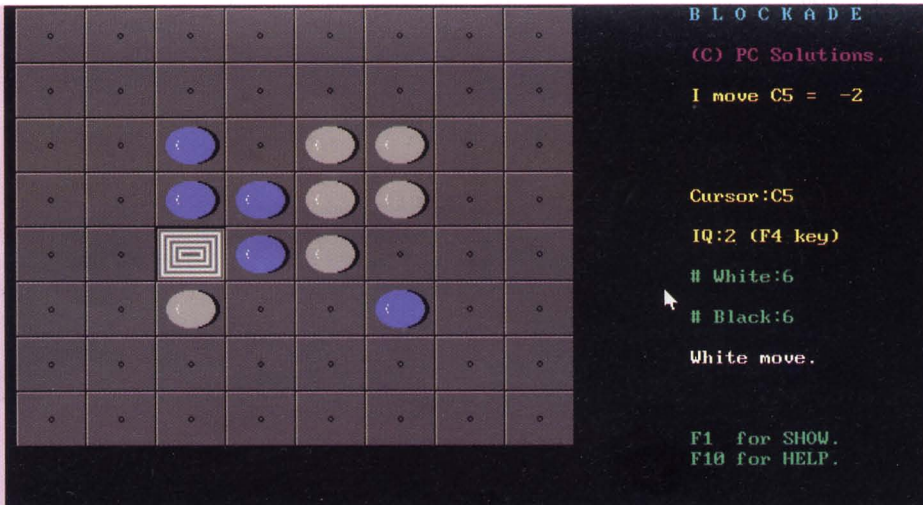 B L O C K A D E
(C) PC Solutions.
I move C5 = -2
Cursor:C5
IQ:2 (F4 key)
# White:6
# Black:6
White move.
F1 for SHOW.
F10 for HELP.